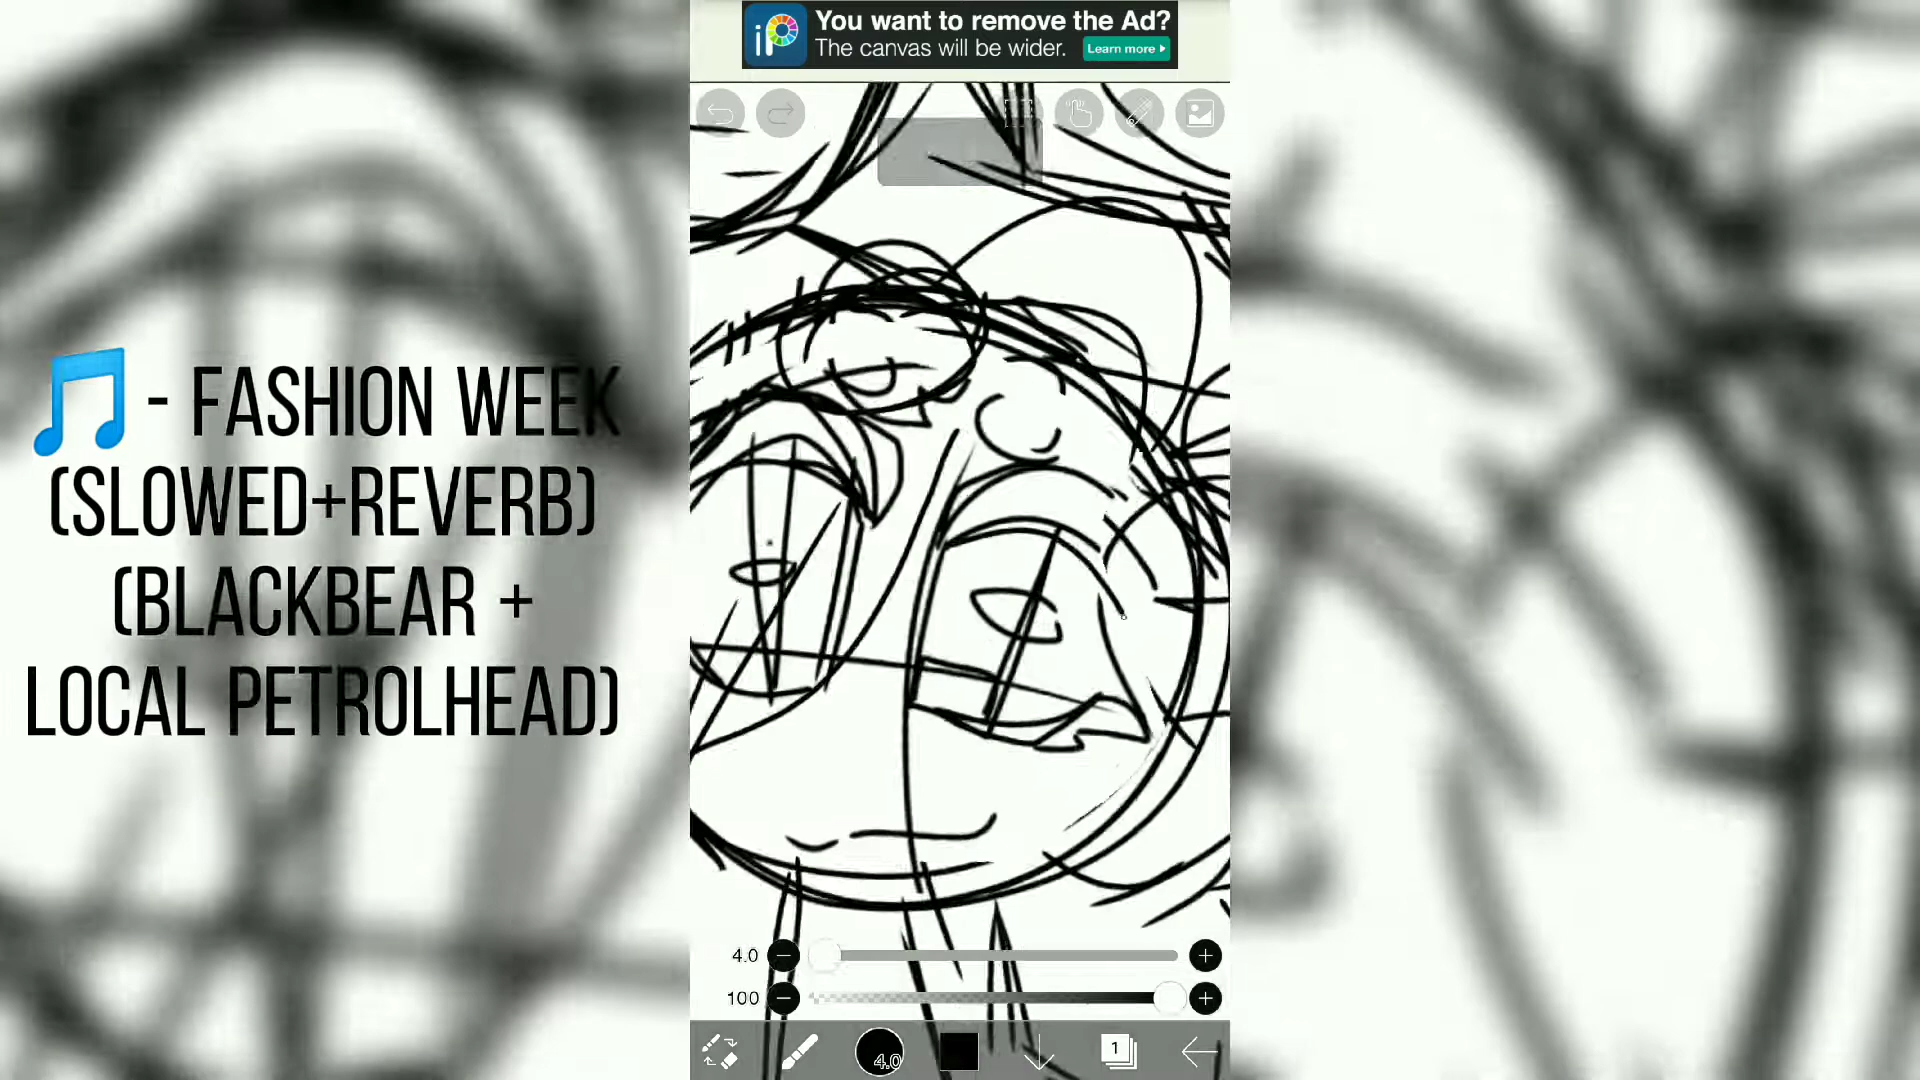 iP
You want to remove the Ad?
The canvas will be wider. Learn more
🎵 - FASHION WEEK
(SLOWED+REVERB)
(BLACKBEAR +
LOCAL PETROLHEAD)
4.0
100
4.0
1